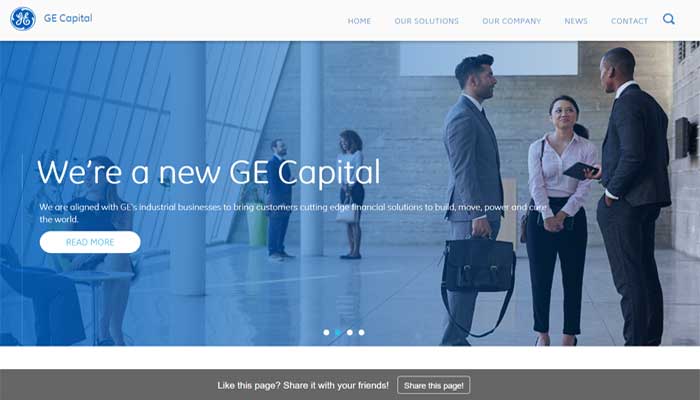 GE Capital
HOME OUR SOLUTIONS OUR COMPANY NEWS CONTACT
We're a new GE Capital
We are aligned with GE's industrial businesses to bring customers cutting edge financial solutions to build, move, power and cure
the world.
READ MORE
Like this page? Share it with your friends! Share this page!